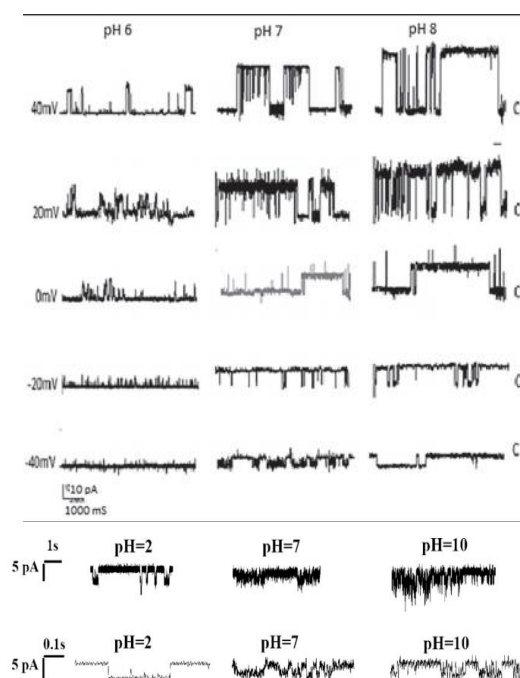 pH 6 pH 7 pH 8
40mV C
20mV C
0mV C
-20mV C
-40mV C
10 pA
1000 mS
1s pH=2 pH=7 pH=10
5 pA
0.1s pH=2 pH=7 pH=10
5 pA